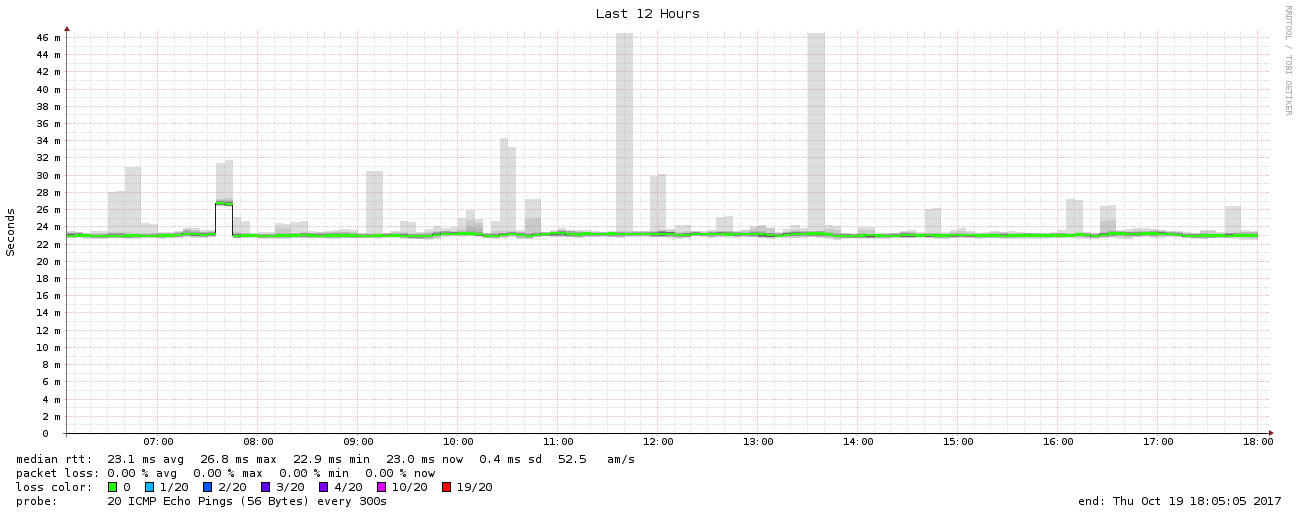 Last 12 Hours
RRDTOOL / TOBI OETIKER
Seconds
46 m
44 m
42 m
40 m
38 m
36 m
34 m
32 m
30 m
28 m
26 m
24 m
22 m
20 m
18 m
16 m
14 m
12 m
10 m
8 m
6 m
4 m
2 m
0
07:00 08:00 09:00 10:00 11:00 12:00 13:00 14:00 15:00 16:00 17:00 18:00
median rtt: 23.1 ms avg 26.8 ms max 22.9 ms min 23.0 ms now 0.4 ms sd 52.5 am/s
packet loss: 0.00 % avg 0.00 % max 0.00 % min 0.00 % now
loss color: 0 1/20 2/20 3/20 4/20 10/20 19/20
probe: 20 ICMP Echo Pings (56 Bytes) every 300s end: Thu Oct 19 18:05:05 2017